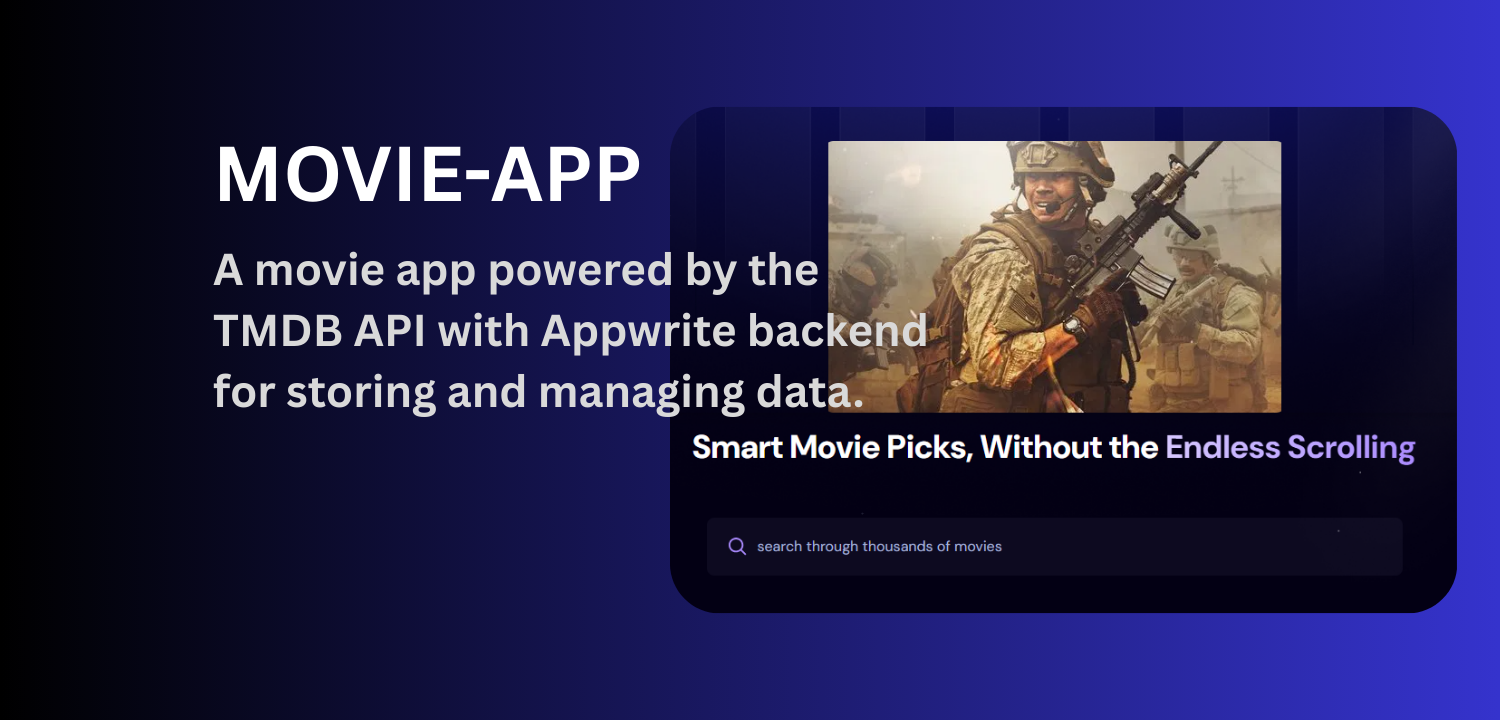 MOVIE-APP
A movie app powered by the
TMDB API with Appwrite backend
for storing and managing data.
Smart Movie Picks, Without the Endless Scrolling
search through thousands of movies